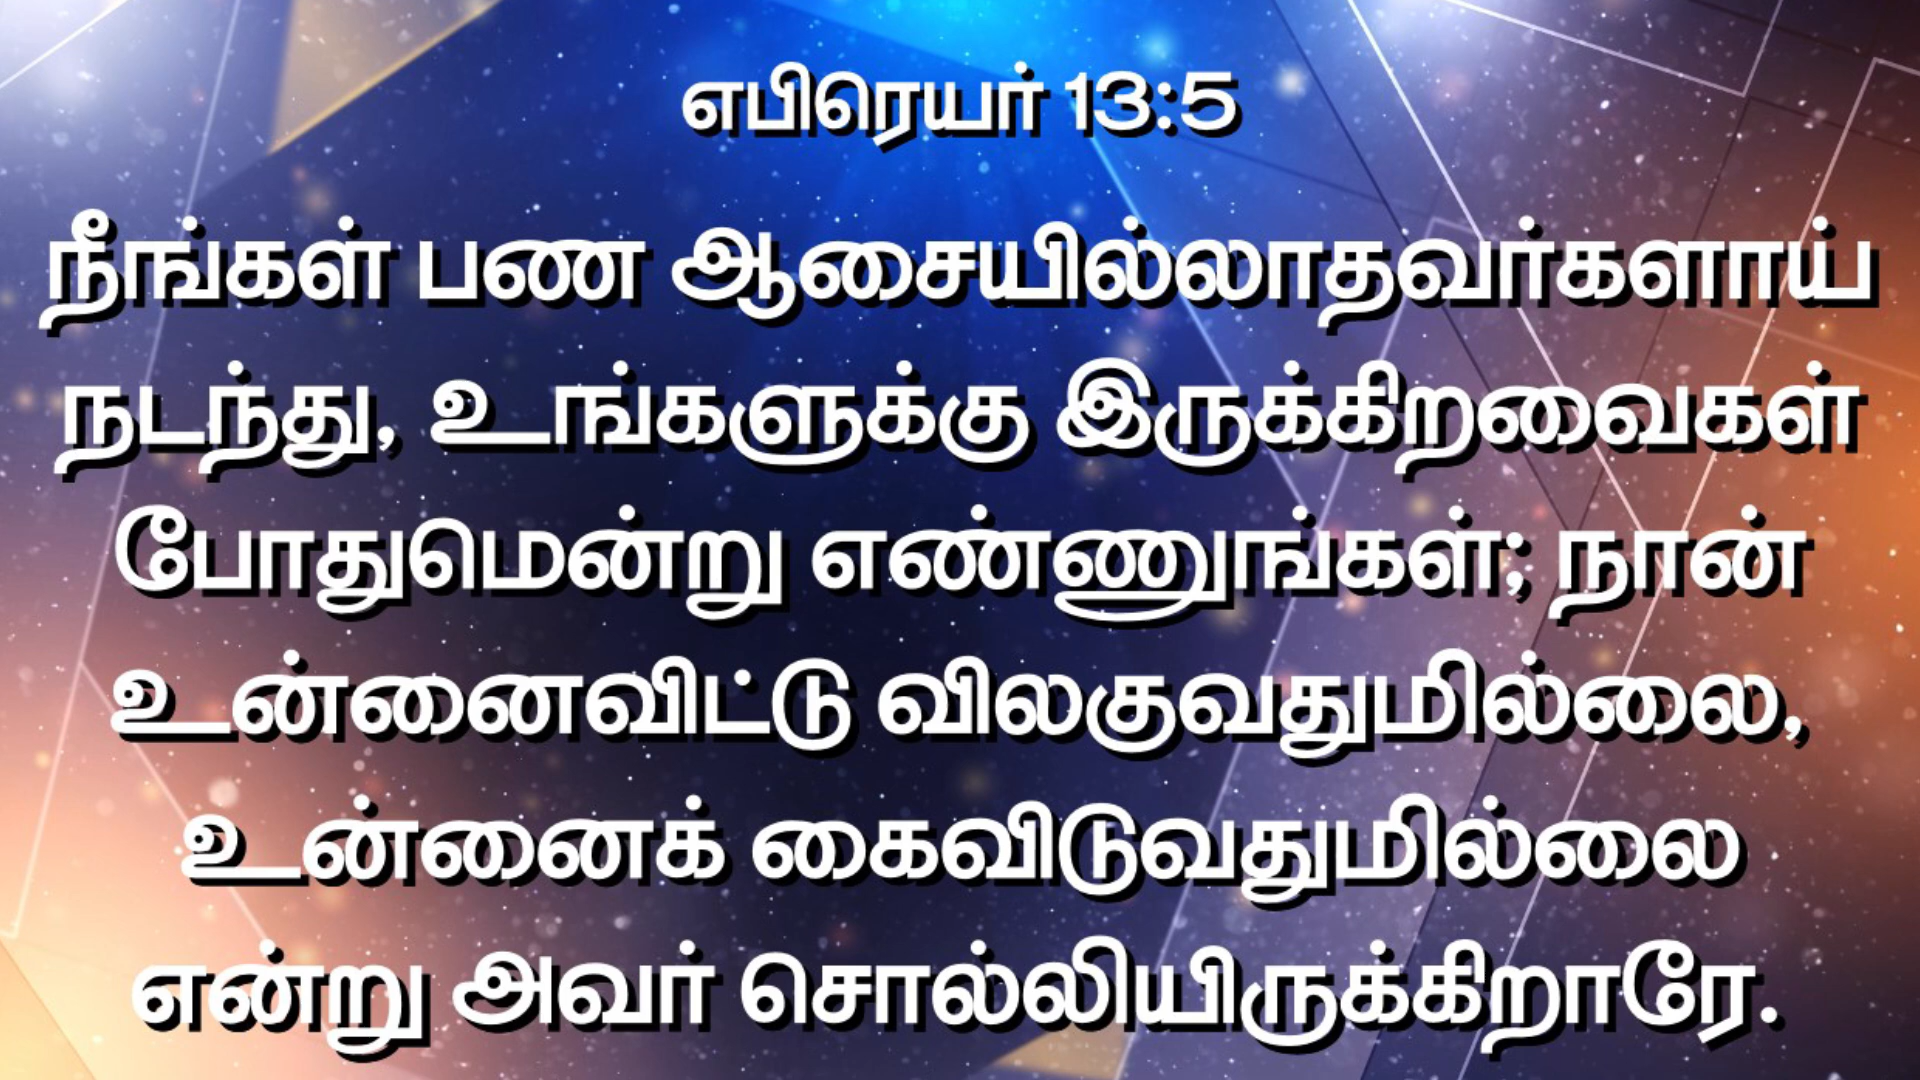 எபிரெயர் 13:5
நீங்கள் பண ஆசையில்லாதவர்களாய்
நடந்து, உங்களுக்கு இருக்கிறவைகள்
போதுமென்று எண்ணுங்கள்; நான்
உன்னைவிட்டு விலகுவதுமில்லை,
உன்னைக் கைவிடுவதுமில்லை
என்று அவர் சொல்லியிருக்கிறாரே.